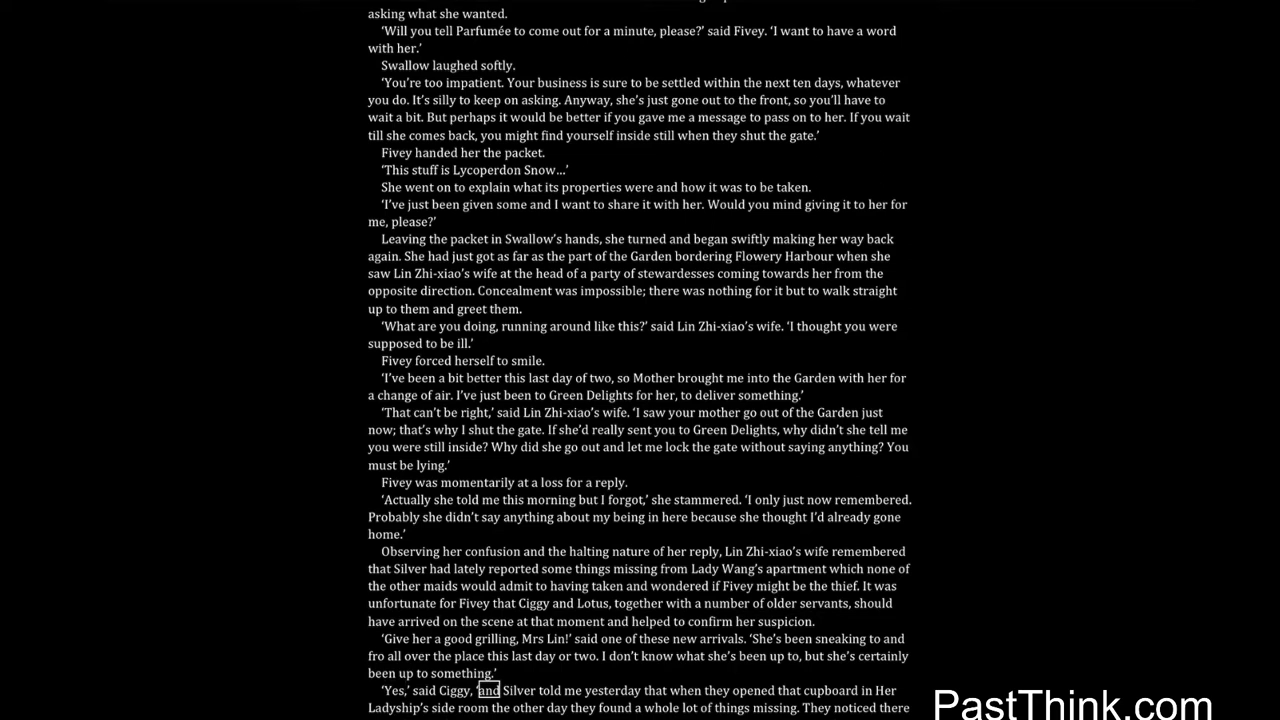 asking what she wanted.
‘Will you tell Parfumée to come out for a minute, please?’ said Fivey. ‘I want to have a word
with her.’
Swallow laughed softly.
‘You’re too impatient. Your business is sure to be settled within the next ten days, whatever
you do. It’s silly to keep on asking. Anyway, she’s just gone out to the front, so you’ll have to
wait a bit. But perhaps it would be better if you gave me a message to pass on to her. If you wait
till she comes back, you might find yourself inside still when they shut the gate.’
Fivey handed her the packet.
‘This stuff is Lycoperdon Snow…’
She went on to explain what its properties were and how it was to be taken.
‘I’ve just been given some and I want to share it with her. Would you mind giving it to her for
me, please?’
Leaving the packet in Swallow’s hands, she turned and began swiftly making her way back
again. She had just got as far as the part of the Garden bordering Flowery Harbour when she
saw Lin Zhi-xiao’s wife at the head of a party of stewardesses coming towards her from the
opposite direction. Concealment was impossible; there was nothing for it but to walk straight
up to them and greet them.
‘What are you doing, running around like this?’ said Lin Zhi-xiao’s wife. ‘I thought you were
supposed to be ill.’
Fivey forced herself to smile.
‘I’ve been a bit better this last day of two, so Mother brought me into the Garden with her for
a change of air. I’ve just been to Green Delights for her, to deliver something.’
‘That can’t be right,’ said Lin Zhi-xiao’s wife. ‘I saw your mother go out of the Garden just
now; that’s why I shut the gate. If she’d really sent you to Green Delights, why didn’t she tell me
you were still inside? Why did she go out and let me lock the gate without saying anything? You
must be lying.’
Fivey was momentarily at a loss for a reply.
‘Actually she told me this morning but I forgot,’ she stammered. ‘I only just now remembered.
Probably she didn’t say anything about my being in here because she thought I’d already gone
home.’
Observing her confusion and the halting nature of her reply, Lin Zhi-xiao’s wife remembered
that Silver had lately reported some things missing from Lady Wang’s apartment which none of
the other maids would admit to having taken and wondered if Fivey might be the thief. It was
unfortunate for Fivey that Ciggy and Lotus, together with a number of older servants, should
have arrived on the scene at that moment and helped to confirm her suspicion.
‘Give her a good grilling, Mrs Lin!’ said one of these new arrivals. ‘She’s been sneaking to and
fro all over the place this last day or two. I don’t know what she’s been up to, but she’s certainly
been up to something.’
‘Yes,’ said Ciggy, ‘and Silver told me yesterday that when they opened that cupboard in Her
Ladyship’s side room the other day they found a whole lot of things missing. They noticed there
PastThink.com